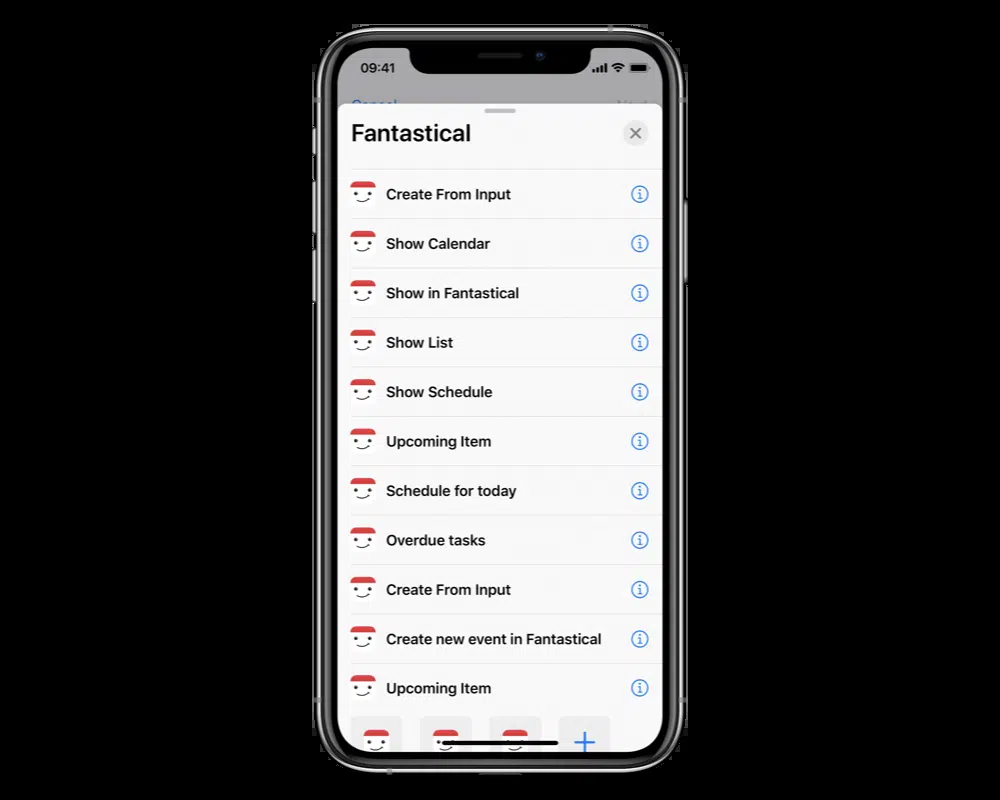 09:41
Cancel
Fantastical
Create From Input
Show Calendar
Show in Fantastical
Show List
Show Schedule
Upcoming Item
Schedule for today
Overdue tasks
Create From Input
Create new event in Fantastical
Upcoming Item